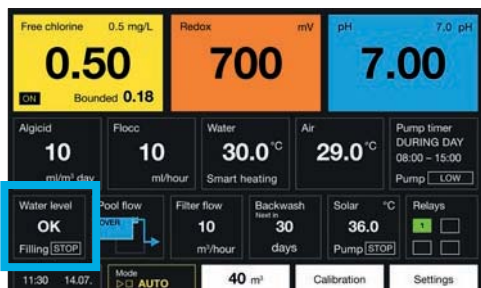 Free chlorine 0.5 mg/L
0.50
ON Bounded 0.18
Redox mV
700
pH 7.0 pH
7.00
Algicid
10
ml/m³ day
Flocc
10
ml/hour
Water
30.0 °C
Smart heating
Air
29.0 °C
Pump timer
DURING DAY
08:00 – 15:00
Pump LOW
Water level
OK
Filling STOP
Pool flow
OVER
Filter flow
10
m³/hour
Backwash
Next in
30
days
Solar °C
36.0
Pump STOP
Relays
1
11:30 14.07.
Mode
AUTO
40 m³
Calibration
Settings